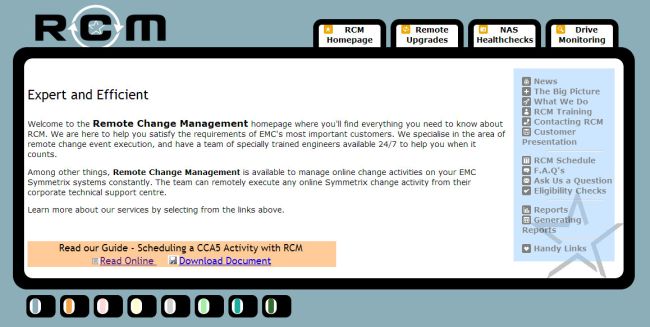 RCM
RCM
Homepage
Remote
Upgrades
NAS
Healthchecks
Drive
Monitoring
Expert and Efficient
Welcome to the Remote Change Management homepage where you'll find everything you need to know about
RCM. We are here to help you satisfy the requirements of EMC's most important customers. We specialise in the area of
remote change event execution, and have a team of specially trained engineers available 24/7 to help you when it
counts.
Among other things, Remote Change Management is available to manage online change activities on your EMC
Symmetrix systems constantly. The team can remotely execute any online Symmetrix change activity from their
corporate technical support centre.
Learn more about our services by selecting from the links above.
Read our Guide - Scheduling a CCA5 Activity with RCM
Read Online Download Document
News
The Big Picture
What We Do
RCM Training
Contacting RCM
Customer
Presentation
RCM Schedule
F.A.Q's
Ask Us a Question
Eligibility Checks
Reports
Generating
Reports
Handy Links